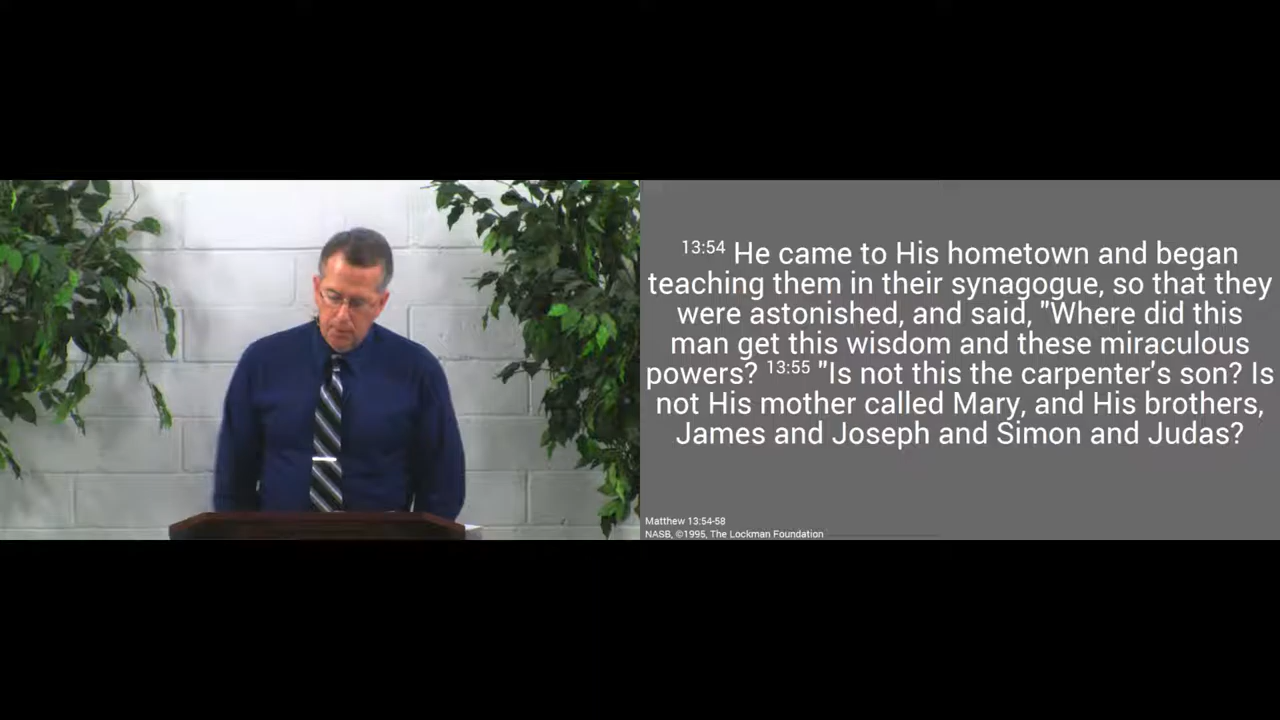 13:54 He came to His hometown and began
teaching them in their synagogue, so that they
were astonished, and said, "Where did this
man get this wisdom and these miraculous
powers? 13:55 "Is not this the carpenter's son? Is
not His mother called Mary, and His brothers,
James and Joseph and Simon and Judas?
Matthew 13:54-58
NASB, ©1995, The Lockman Foundation